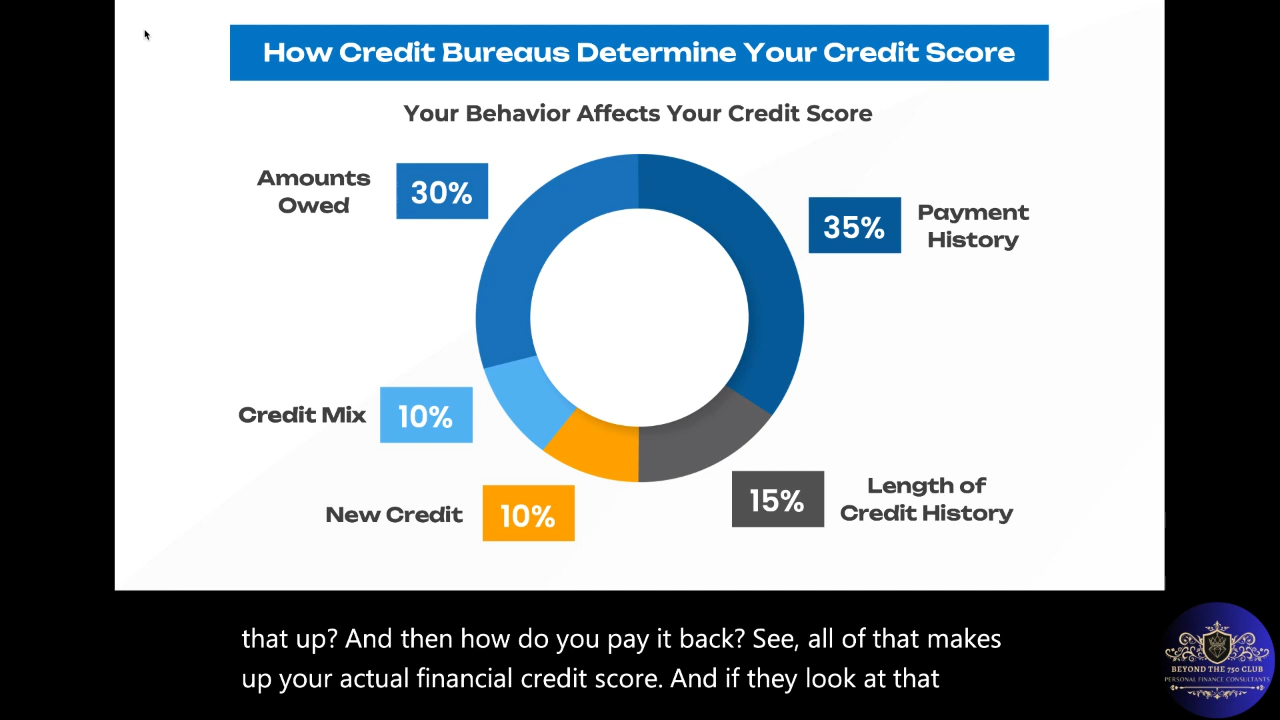 How Credit Bureaus Determine Your Credit Score
Your Behavior Affects Your Credit Score
Amounts
Owed
30%
35%
Payment
History
Credit Mix
10%
New Credit
10%
15%
Length of
Credit History
that up? And then how do you pay it back? See, all of that makes
up your actual financial credit score. And if they look at that
BEYOND THE 750 CLUB
PERSONAL FINANCE CONSULTANTS